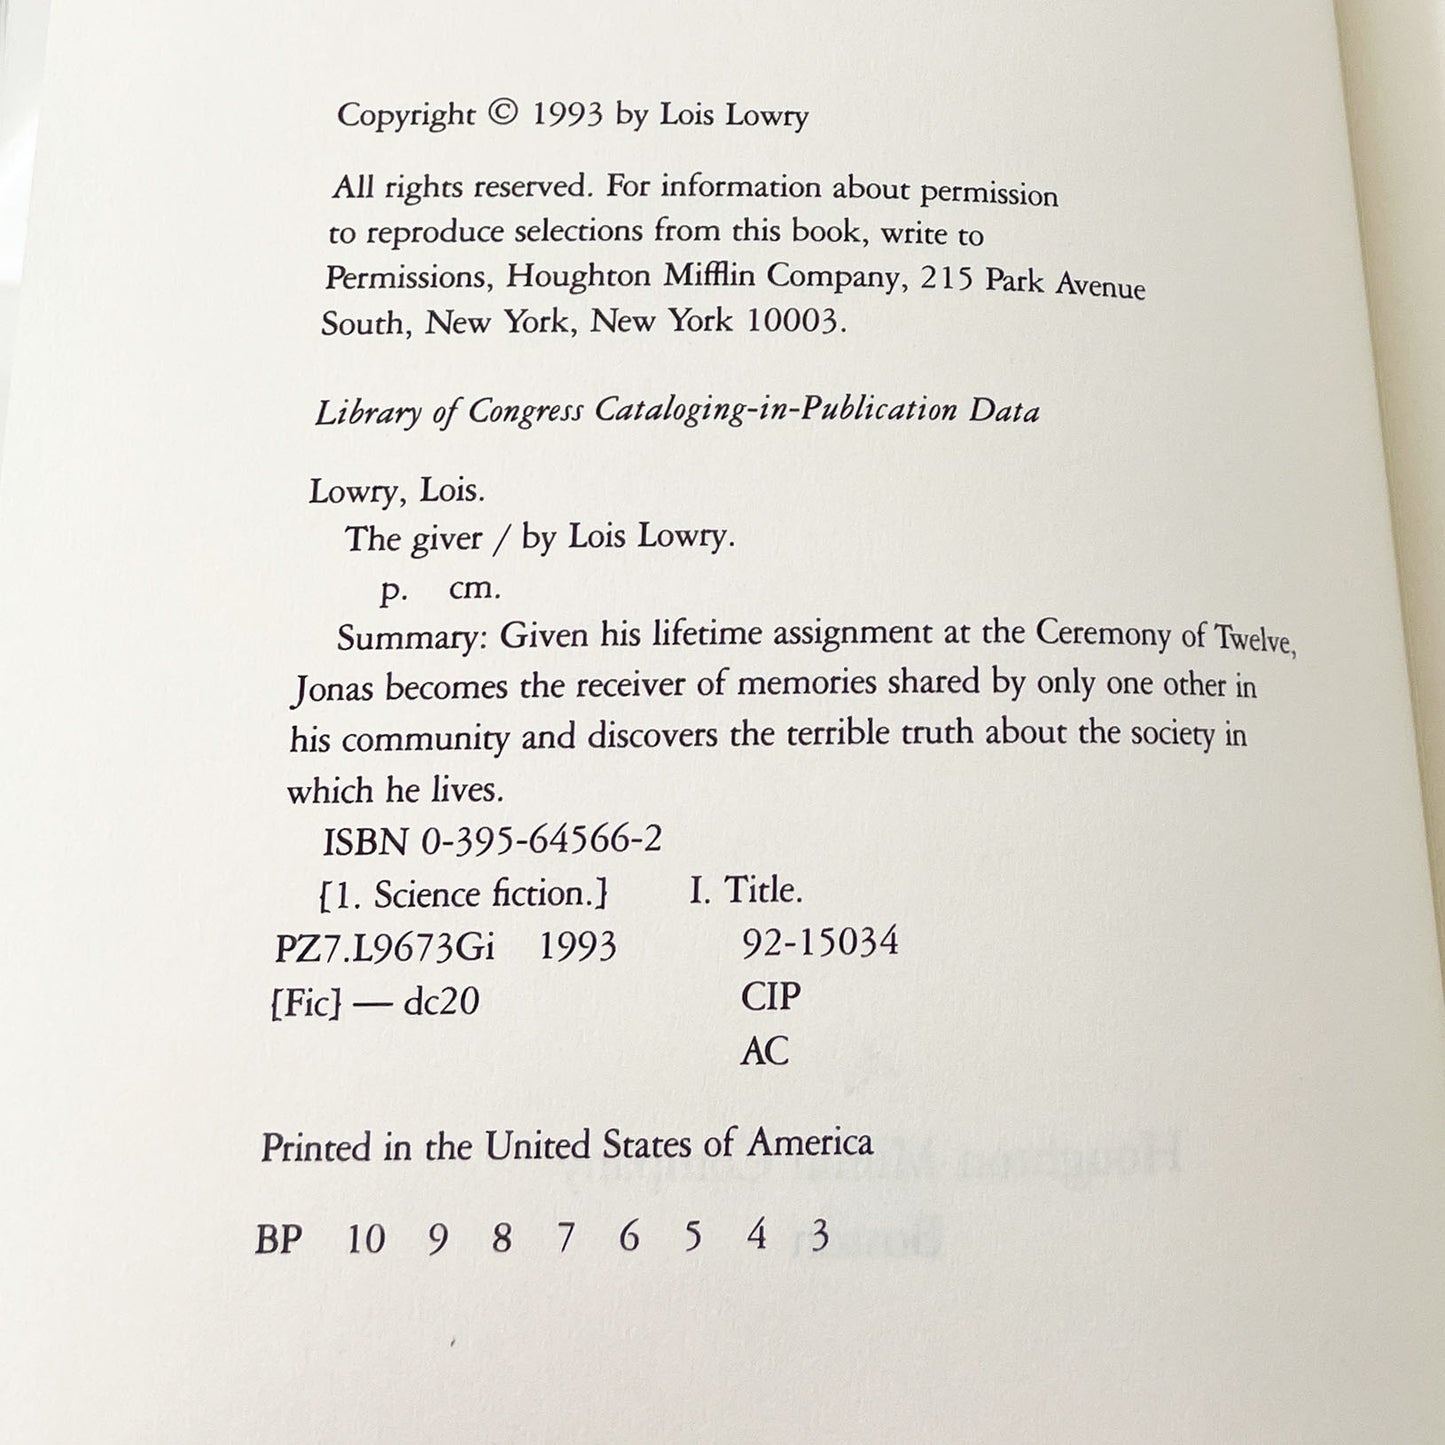 Copyright © 1993 by Lois Lowry
All rights reserved. For information about permission
to reproduce selections from this book, write to
Permissions, Houghton Mifflin Company, 215 Park Avenue
South, New York, New York 10003.
Library of Congress Cataloging-in-Publication Data
Lowry, Lois.
The giver / by Lois Lowry.
p. cm.
Summary: Given his lifetime assignment at the Ceremony of Twelve,
Jonas becomes the receiver of memories shared by only one other in
his community and discovers the terrible truth about the society in
which he lives.
ISBN 0-395-64566-2
[1. Science fiction.] I. Title.
PZ7.L9673Gi 1993 92-15034
[Fic] — dc20 CIP
AC
Printed in the United States of America
BP 10 9 8 7 6 5 4 3